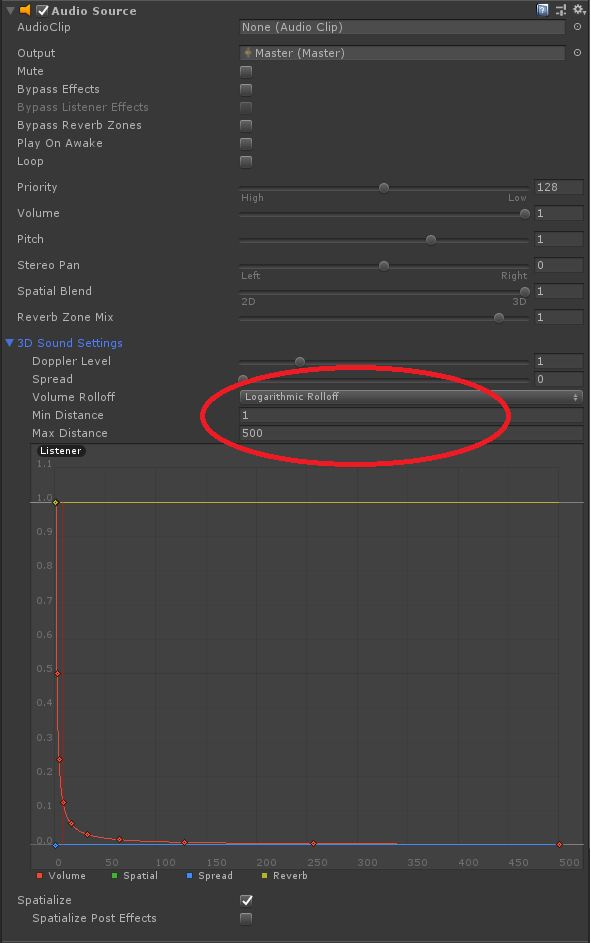 Audio Source
AudioClip None (Audio Clip)
Output Master (Master)
Mute
Bypass Effects
Bypass Listener Effects
Bypass Reverb Zones
Play On Awake
Loop
Priority 128
High Low
Volume 1
Pitch 1
Stereo Pan 0
Left Right
Spatial Blend 1
2D 3D
Reverb Zone Mix 1
3D Sound Settings
Doppler Level 1
Spread 0
Volume Rolloff Logarithmic Rolloff
Min Distance 1
Max Distance 500
Listener
1.1
1.0
0.9
0.8
0.7
0.6
0.5
0.4
0.3
0.2
0.1
0.0
0 50 100 150 200 250 300 350 400 450 500
Volume Spatial Spread Reverb
Spatialize
Spatialize Post Effects